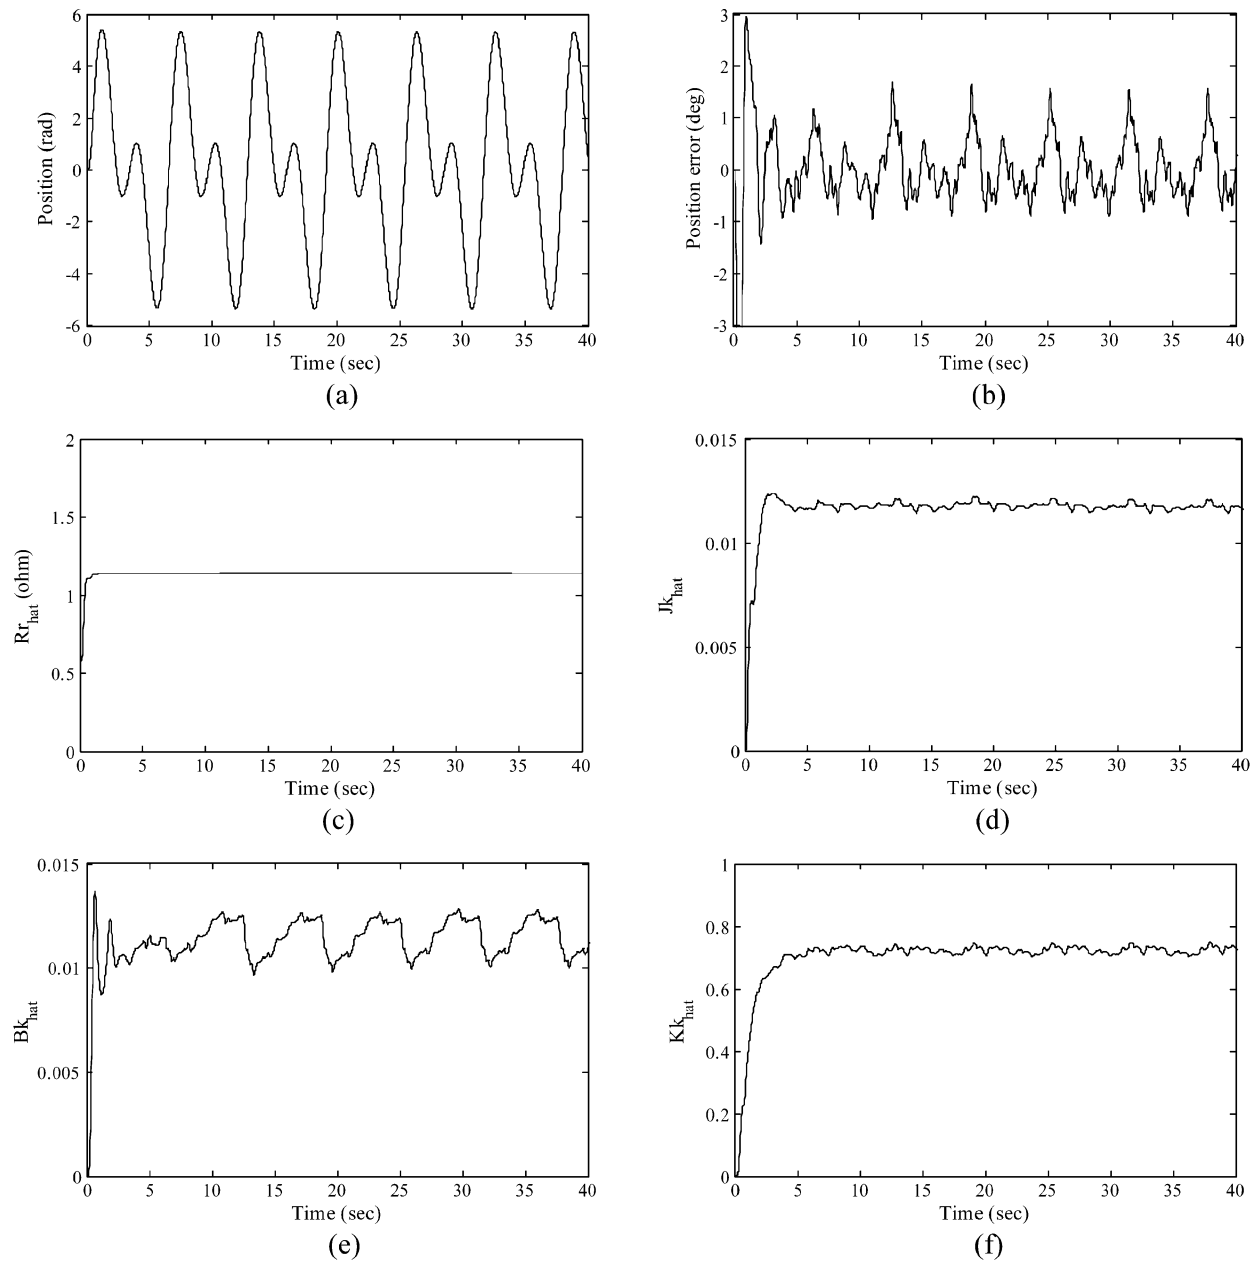 6
4
2
0
-2
-4
-6
Position (rad)
0 5 10 15 20 25 30 35 40
Time (sec)
(a)
3
2
1
0
-1
-2
-3
Position error (deg)
0 5 10 15 20 25 30 35 40
Time (sec)
(b)
2
1.5
1
0.5
0
Rr_hat (ohm)
0 5 10 15 20 25 30 35 40
Time (sec)
(c)
0.015
0.01
0.005
0
Jk_hat
0 5 10 15 20 25 30 35 40
Time (sec)
(d)
0.015
0.01
0.005
0
Bk_hat
0 5 10 15 20 25 30 35 40
Time (sec)
(e)
1
0.8
0.6
0.4
0.2
0
Kk_hat
0 5 10 15 20 25 30 35 40
Time (sec)
(f)